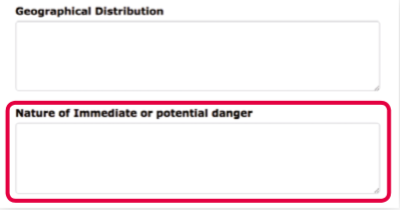 Geographical Distribution
Nature of Immediate or potential danger